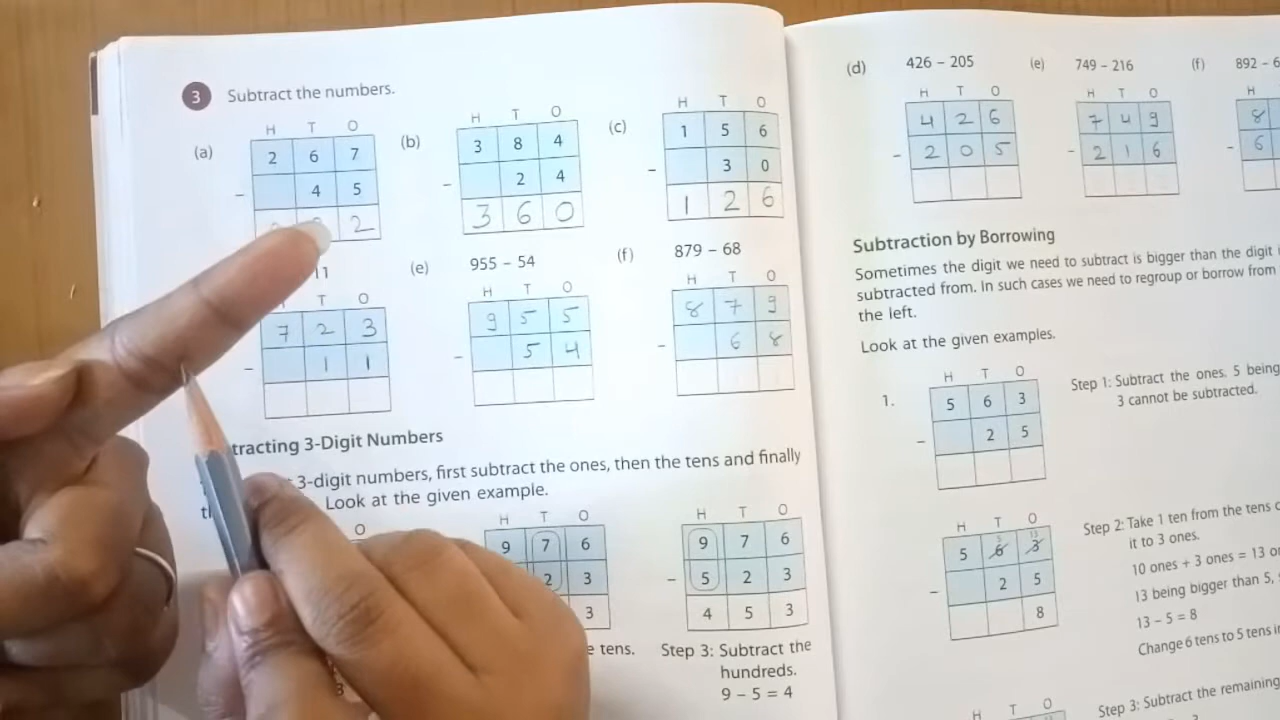 3 Subtract the numbers.
(a)
H T O
2 6 7
- 4 5
2
(b)
H T O
3 8 4
- 2 4
3 6 0
(c)
H T O
1 5 6
- 3 0
1 2 6
11
T O
7 2 3
- 1 1
(e) 955 – 54
H T O
9 5 5
- 5 4
(f) 879 – 68
H T O
8 7 9
- 6 8
tracting 3-Digit Numbers
3-digit numbers, first subtract the ones, then the tens and finally
Look at the given example.
O
3
H T O
9 7 6
2 3
3
e tens.
H T O
9 7 6
- 5 2 3
4 5 3
Step 3: Subtract the
hundreds.
9 – 5 = 4
(d) 426 – 205
H T O
4 2 6
- 2 0 5
(e) 749 – 216
H T O
7 4 9
- 2 1 6
(f) 892 – 6
H
8
- 6
Subtraction by Borrowing
Sometimes the digit we need to subtract is bigger than the digit
subtracted from. In such cases we need to regroup or borrow from
the left.
Look at the given examples.
1.
H T O
5 6 3
- 2 5
Step 1: Subtract the ones. 5 being
3 cannot be subtracted.
H T O
5 13
5 6 3
- 2 5
8
Step 2: Take 1 ten from the tens
it to 3 ones.
10 ones + 3 ones = 13
13 being bigger than 5,
13 – 5 = 8
Change 6 tens to 5 tens
H T O
Step 3: Subtract the remaining